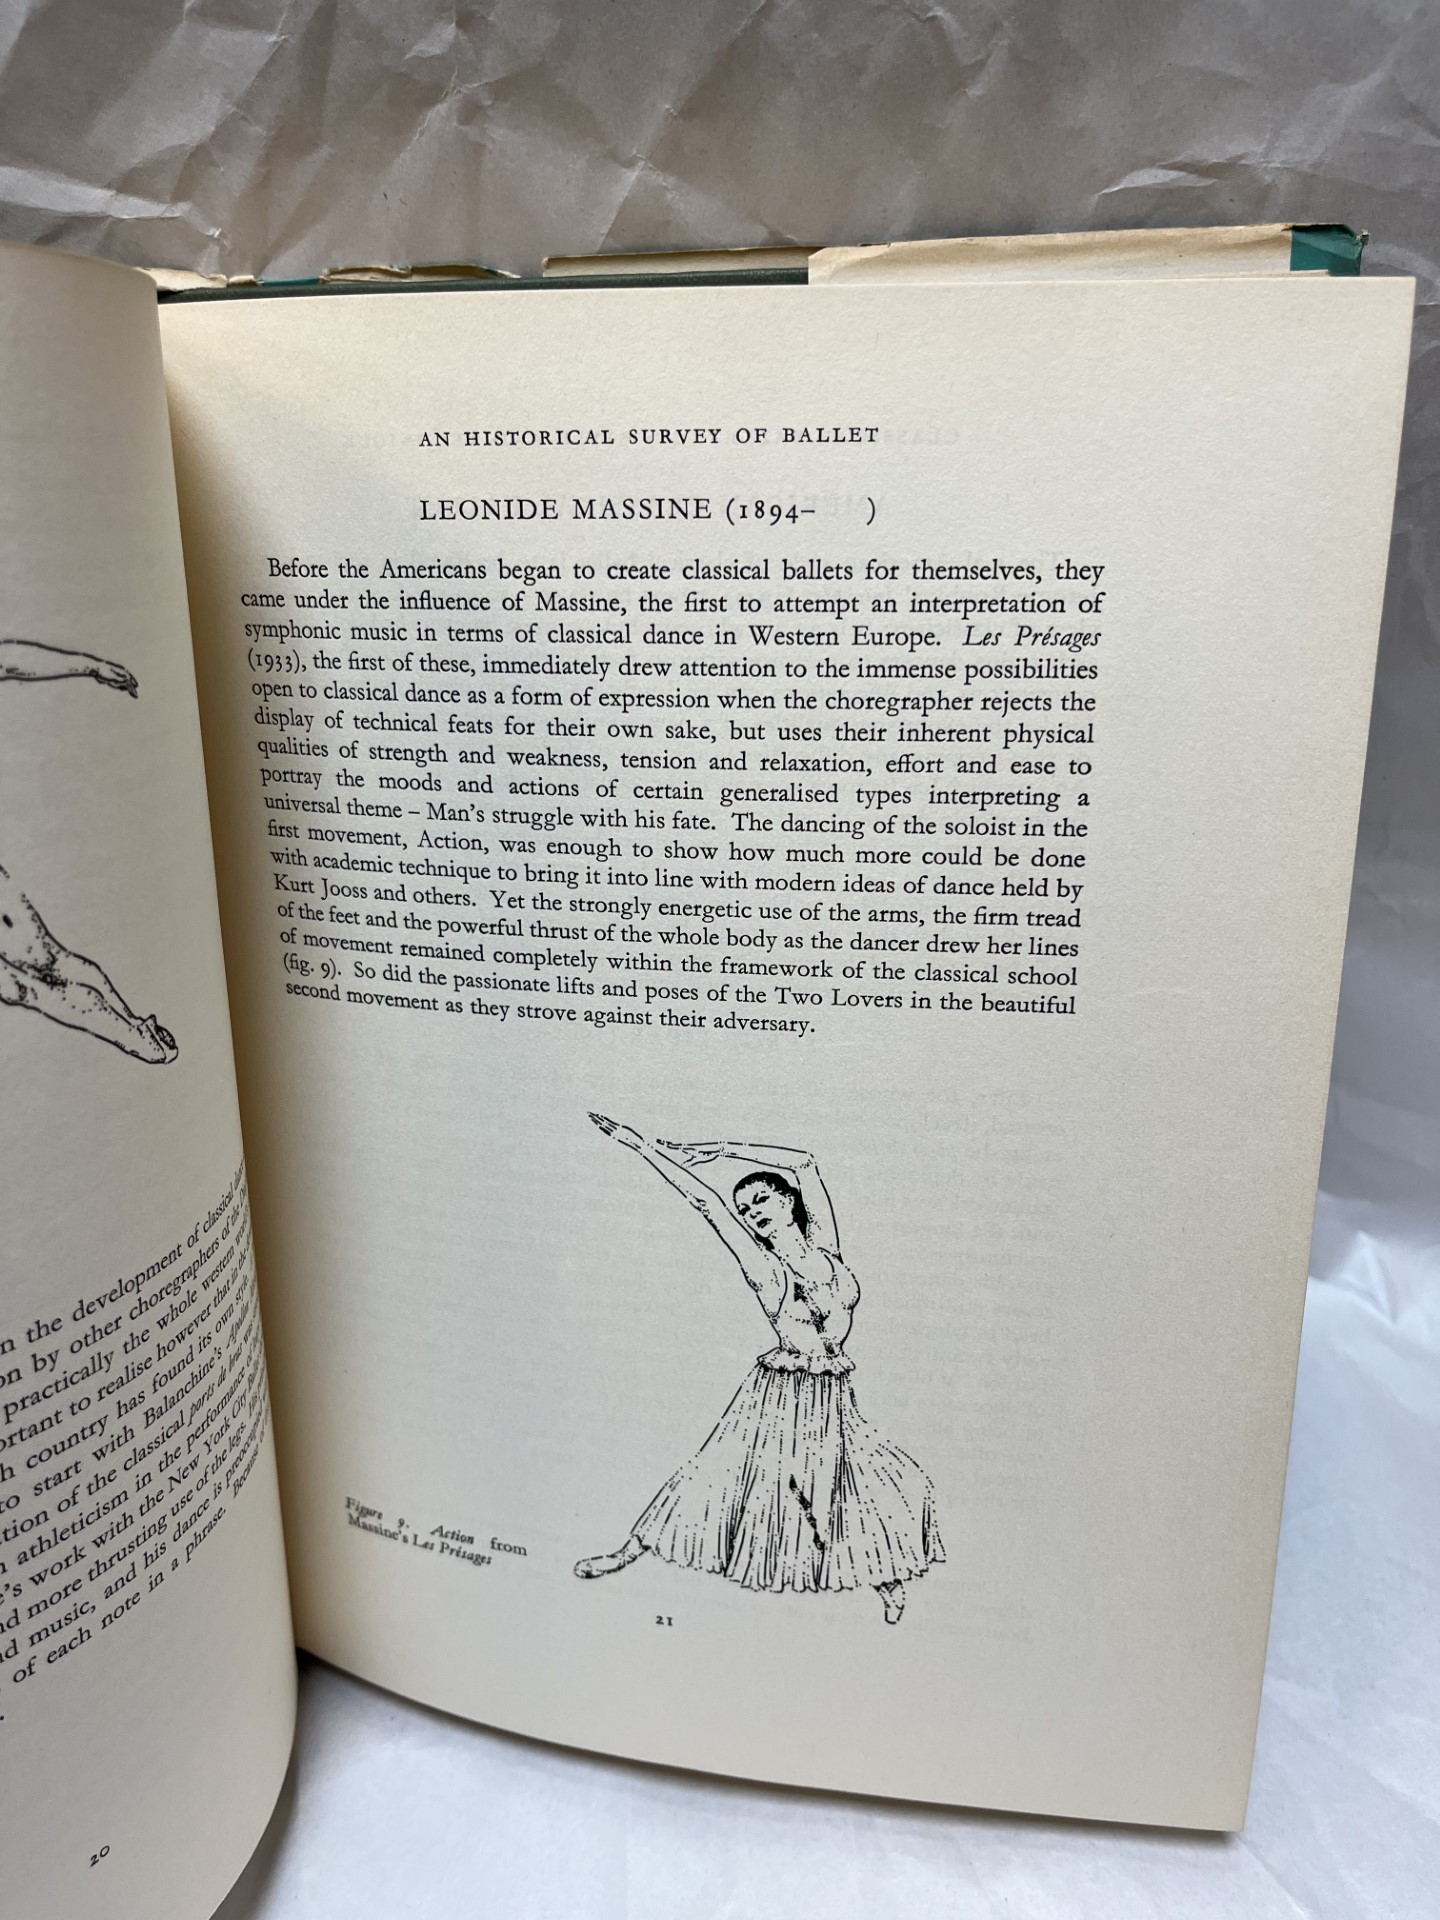 n the development of classical
on by other choregraphers of the
practically the whole western
ortant to realise however that in the
h country has found its own style.
to start with Balanchine's Apollon
tion of the classical ports de bras was
n athleticism in the performance of
e's work with the New York City Ballet
nd more thrusting use of the legs. His
nd music, and his dance is preoccupied
of each note in a phrase. Because
20
AN HISTORICAL SURVEY OF BALLET
LEONIDE MASSINE (1894– )
Before the Americans began to create classical ballets for themselves, they
came under the influence of Massine, the first to attempt an interpretation of
symphonic music in terms of classical dance in Western Europe. Les Présages
(1933), the first of these, immediately drew attention to the immense possibilities
open to classical dance as a form of expression when the choregrapher rejects the
display of technical feats for their own sake, but uses their inherent physical
qualities of strength and weakness, tension and relaxation, effort and ease to
portray the moods and actions of certain generalised types interpreting a
universal theme – Man's struggle with his fate. The dancing of the soloist in the
first movement, Action, was enough to show how much more could be done
with academic technique to bring it into line with modern ideas of dance held by
Kurt Jooss and others. Yet the strongly energetic use of the arms, the firm tread
of the feet and the powerful thrust of the whole body as the dancer drew her lines
of movement remained completely within the framework of the classical school
(fig. 9). So did the passionate lifts and poses of the Two Lovers in the beautiful
second movement as they strove against their adversary.
Figure 9. Action from
Massine's Les Présages
21